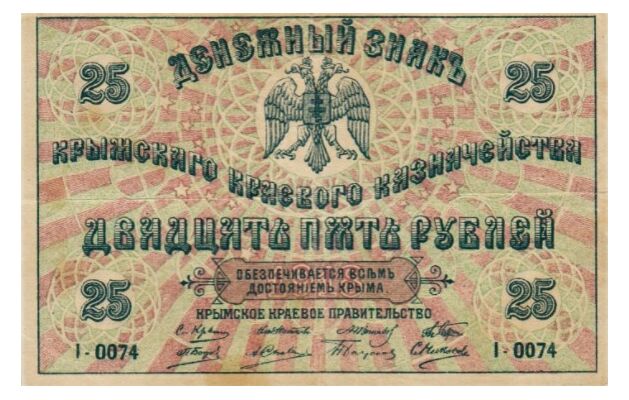 ДЕНЕЖНЫЙ ЗНАКЪ
25 25
КРЫМСКАГО КРАЕВОГО КАЗНАЧЕЙСТВА
ДВАДЦАТЬ ПЯТЬ РУБЛЕЙ
ОБЕЗПЕЧИВАЕТСЯ ВСѢМЪ
ДОСТОЯНІЕМЪ КРЫМА
25 25
КРЫМСКОЕ КРАЕВОЕ ПРАВИТЕЛЬСТВО
I-0074 I-0074